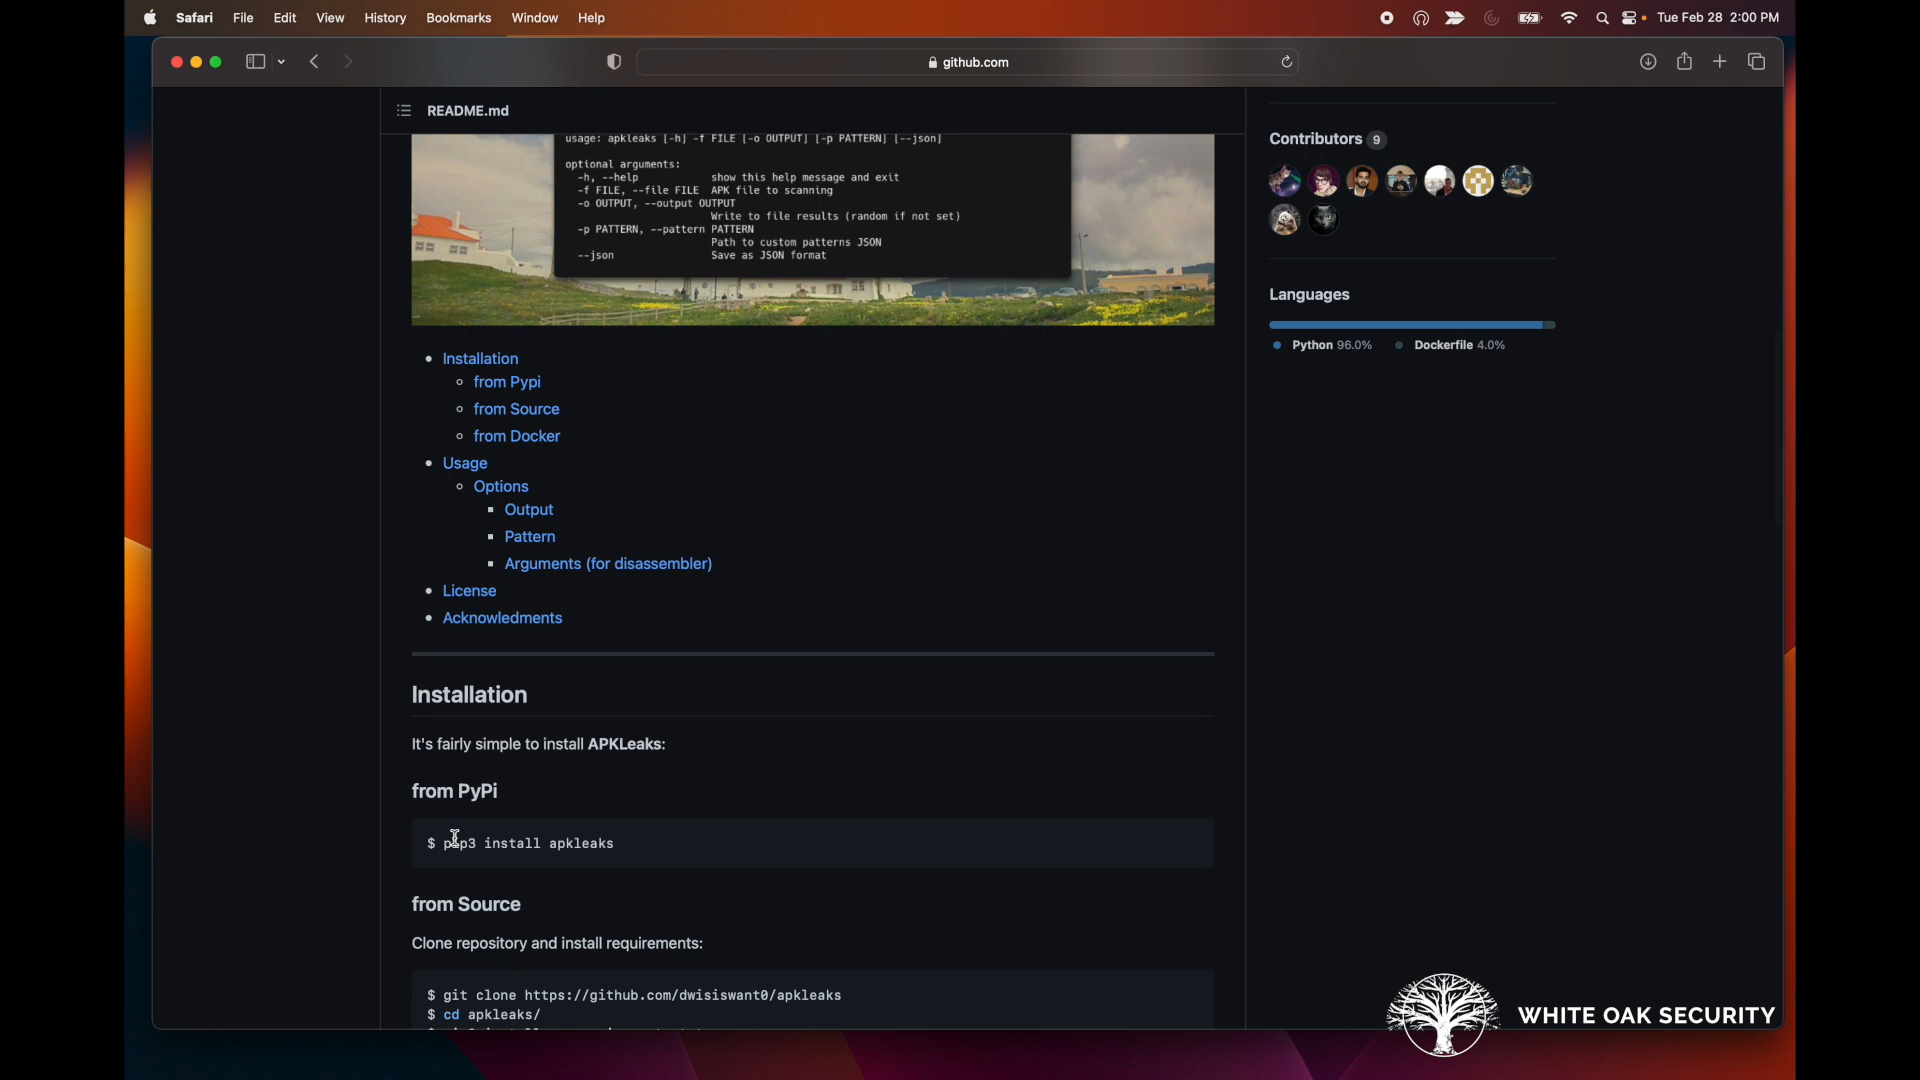 Safari File Edit View History Bookmarks Window Help Tue Feb 28 2:00 PM
github.com
README.md
usage: apkleaks [-h] -f FILE [-o OUTPUT] [-p PATTERN] [--json]
optional arguments:
-h, --help show this help message and exit
-f FILE, --file FILE APK file to scanning
-o OUTPUT, --output OUTPUT
Write to file results (random if not set)
-p PATTERN, --pattern PATTERN
Path to custom patterns JSON
--json Save as JSON format
Installation
from Pypi
from Source
from Docker
Usage
Options
Output
Pattern
Arguments (for disassembler)
License
Acknowledments
Installation
It's fairly simple to install APKLeaks:
from PyPi
$ pip3 install apkleaks
from Source
Clone repository and install requirements:
$ git clone https://github.com/dwisiswant0/apkleaks
$ cd apkleaks/
Contributors 9
Languages
Python 96.0% Dockerfile 4.0%
WHITE OAK SECURITY